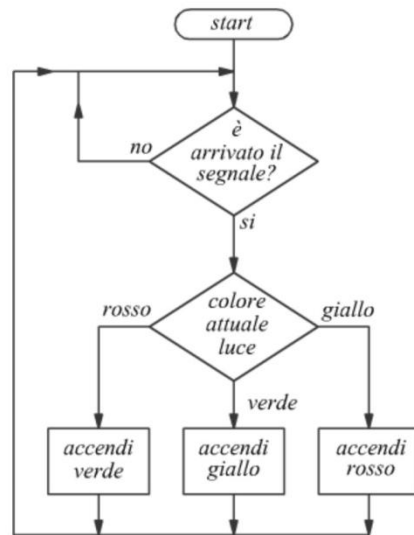 start
è
arrivato il
segnale?
no
si
rosso
colore
attuale
luce
giallo
verde
accendi
verde
accendi
giallo
accendi
rosso